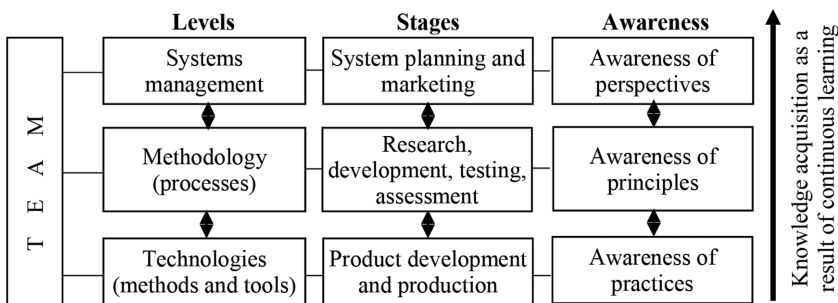 Levels
Stages
Awareness
T E A M
Systems
management
System planning and
marketing
Awareness of
perspectives
Methodology
(processes)
Research,
development, testing,
assessment
Awareness of
principles
Technologies
(methods and tools)
Product development
and production
Awareness of
practices
Knowledge acquisition as a
result of continuous learning